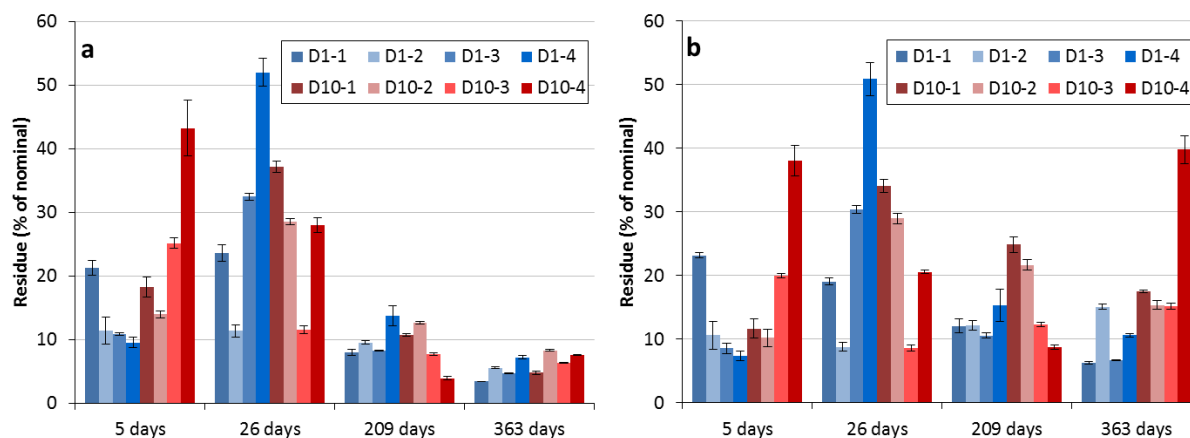 a
D1-1 D1-2 D1-3 D1-4
D10-1 D10-2 D10-3 D10-4
Residue (% of nominal)
60
50
40
30
20
10
0
5 days 26 days 209 days 363 days
b
D1-1 D1-2 D1-3 D1-4
D10-1 D10-2 D10-3 D10-4
Residue (% of nominal)
60
50
40
30
20
10
0
5 days 26 days 209 days 363 days